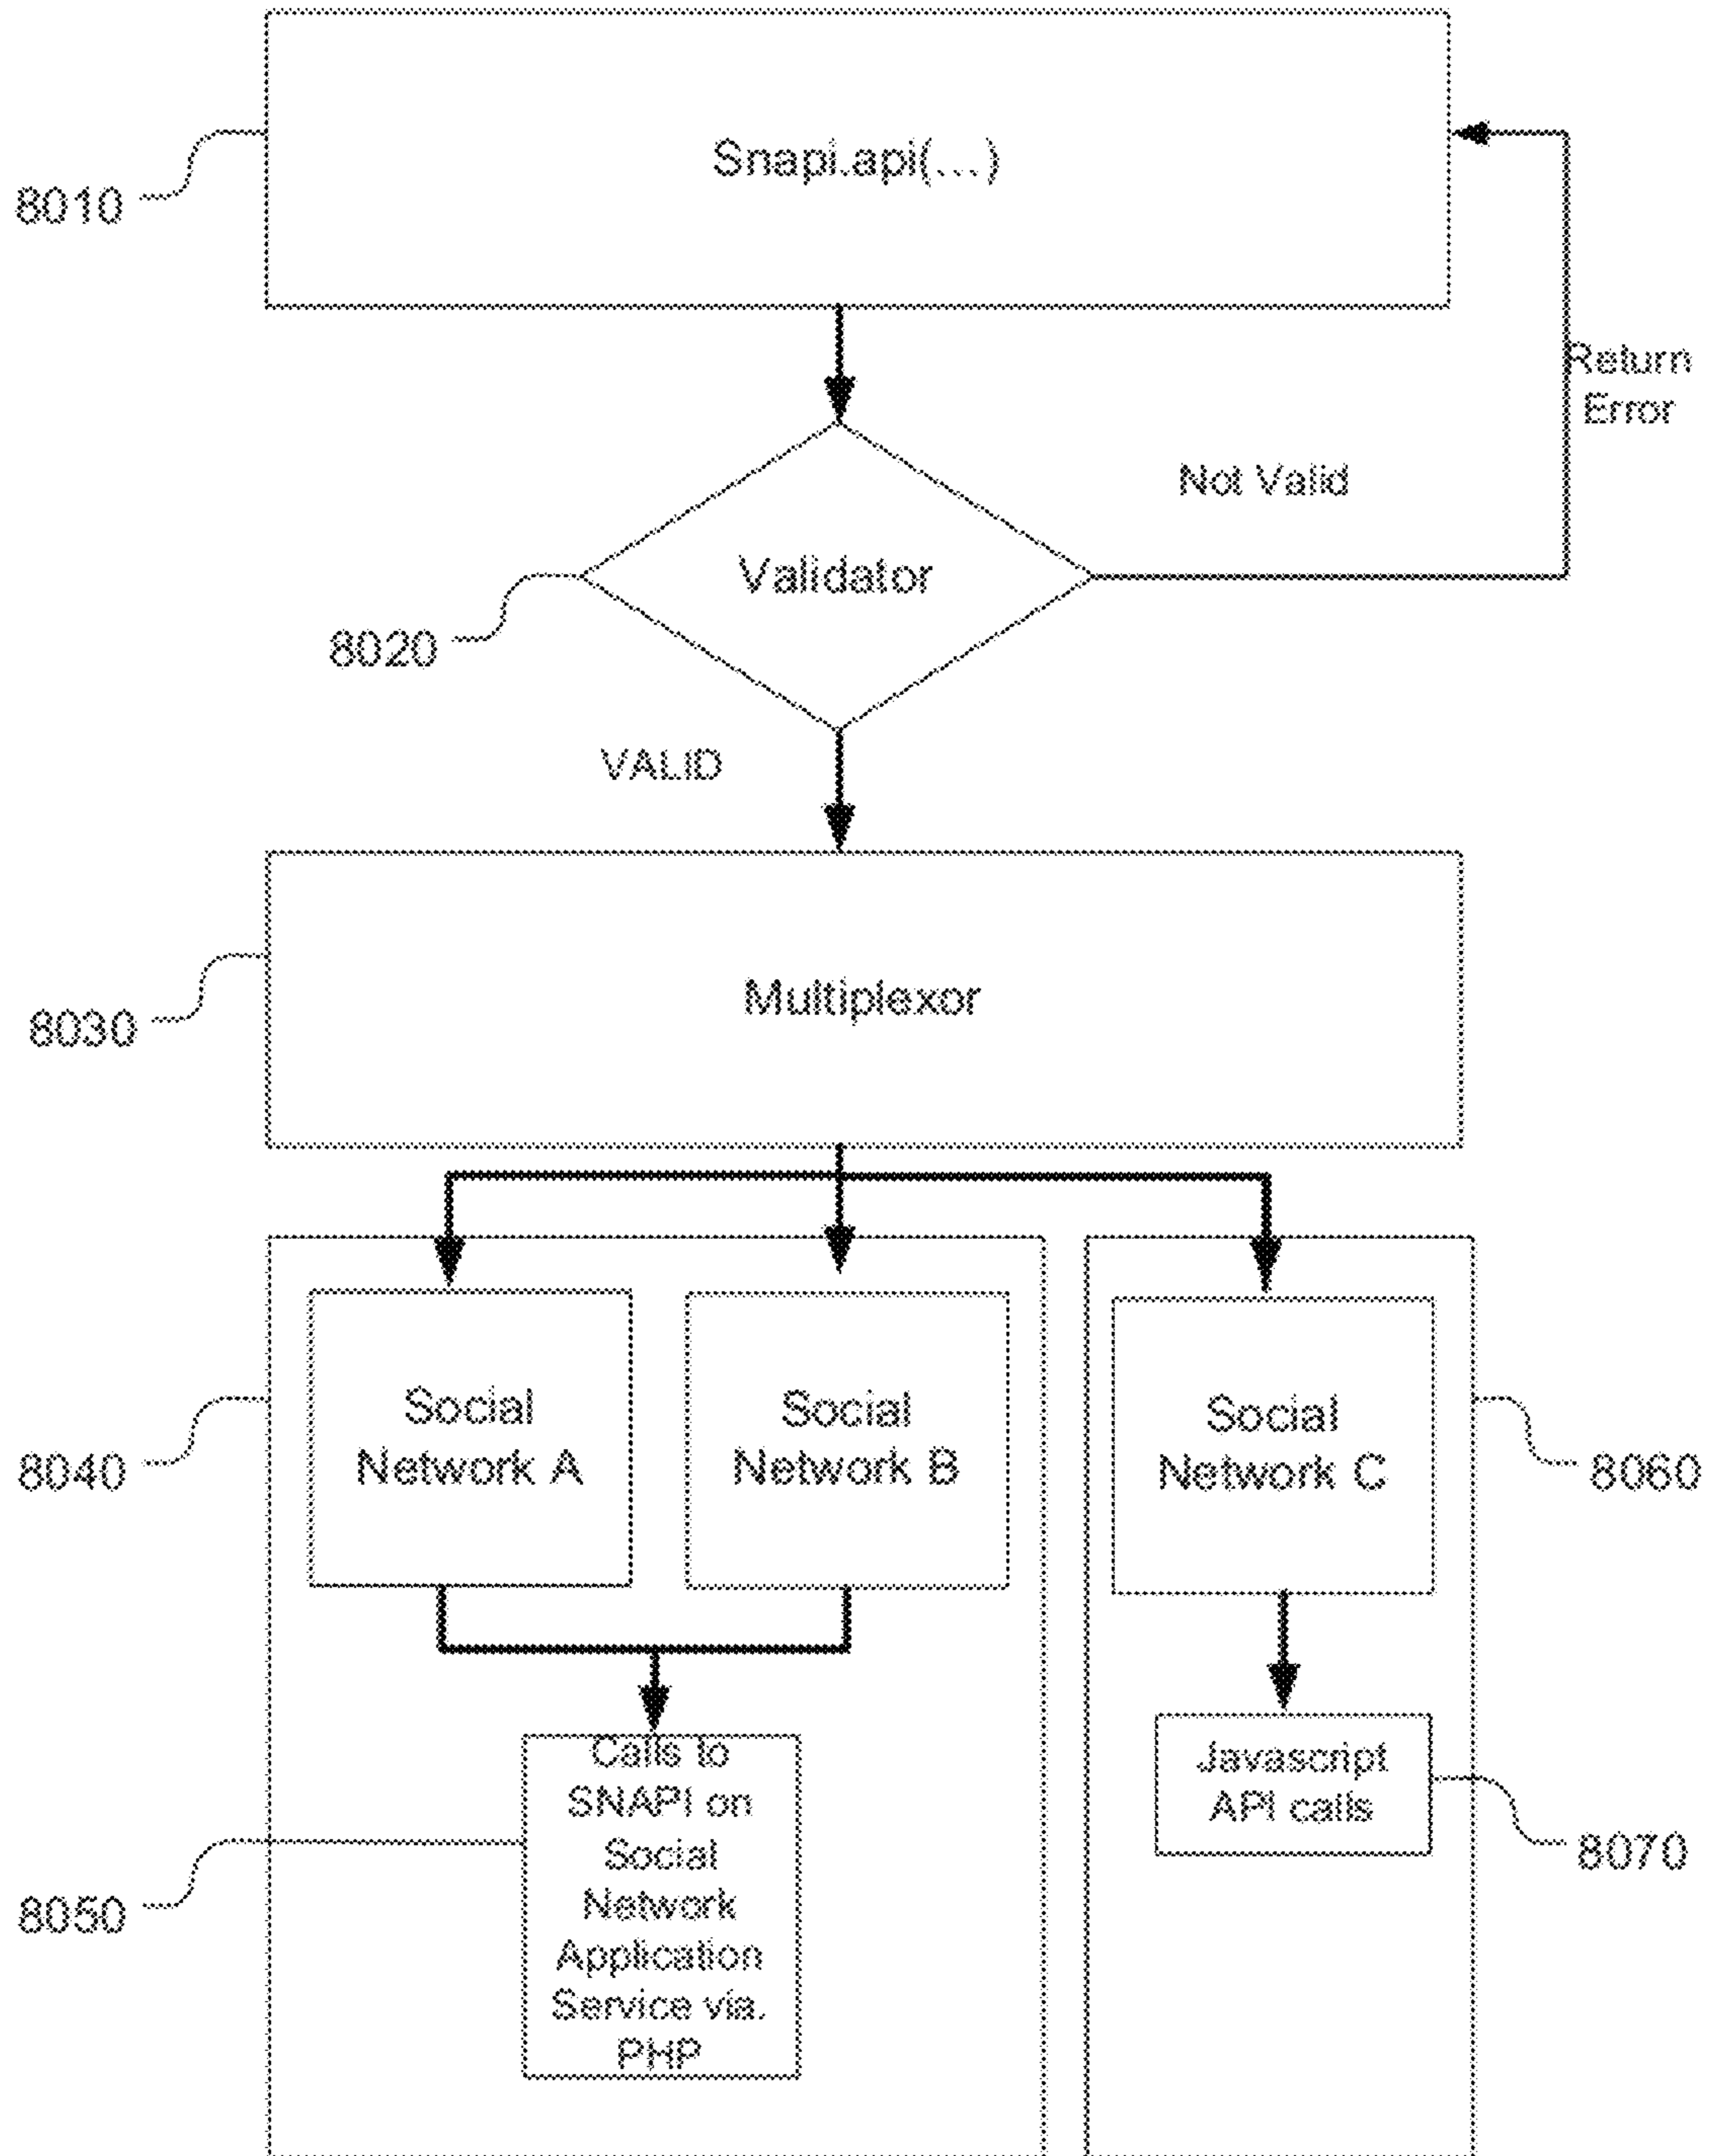 Snapi.api(...)
8010
Return
Error
Not Valid
Validator
8020
VALID
Multiplexor
8030
Social
Network A
Social
Network B
Social
Network C
8040
8060
Calls to
SNAPI on
Social
Network
Application
Service via.
PHP
Javascript
API calls
8050
8070